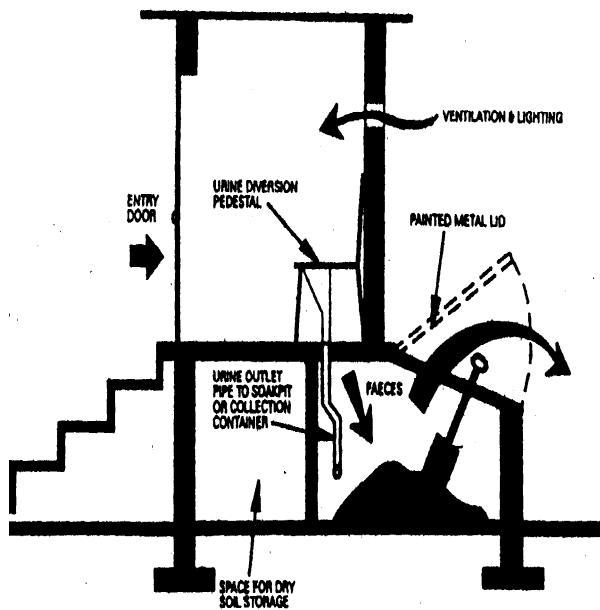 VENTILATION & LIGHTING
URINE DIVERSION
PEDESTAL
ENTRY
DOOR
PAINTED METAL LID
URINE OUTLET
PIPE TO SOAKPIT
OR COLLECTION
CONTAINER
FAECES
SPACE FOR DRY
SOIL STORAGE